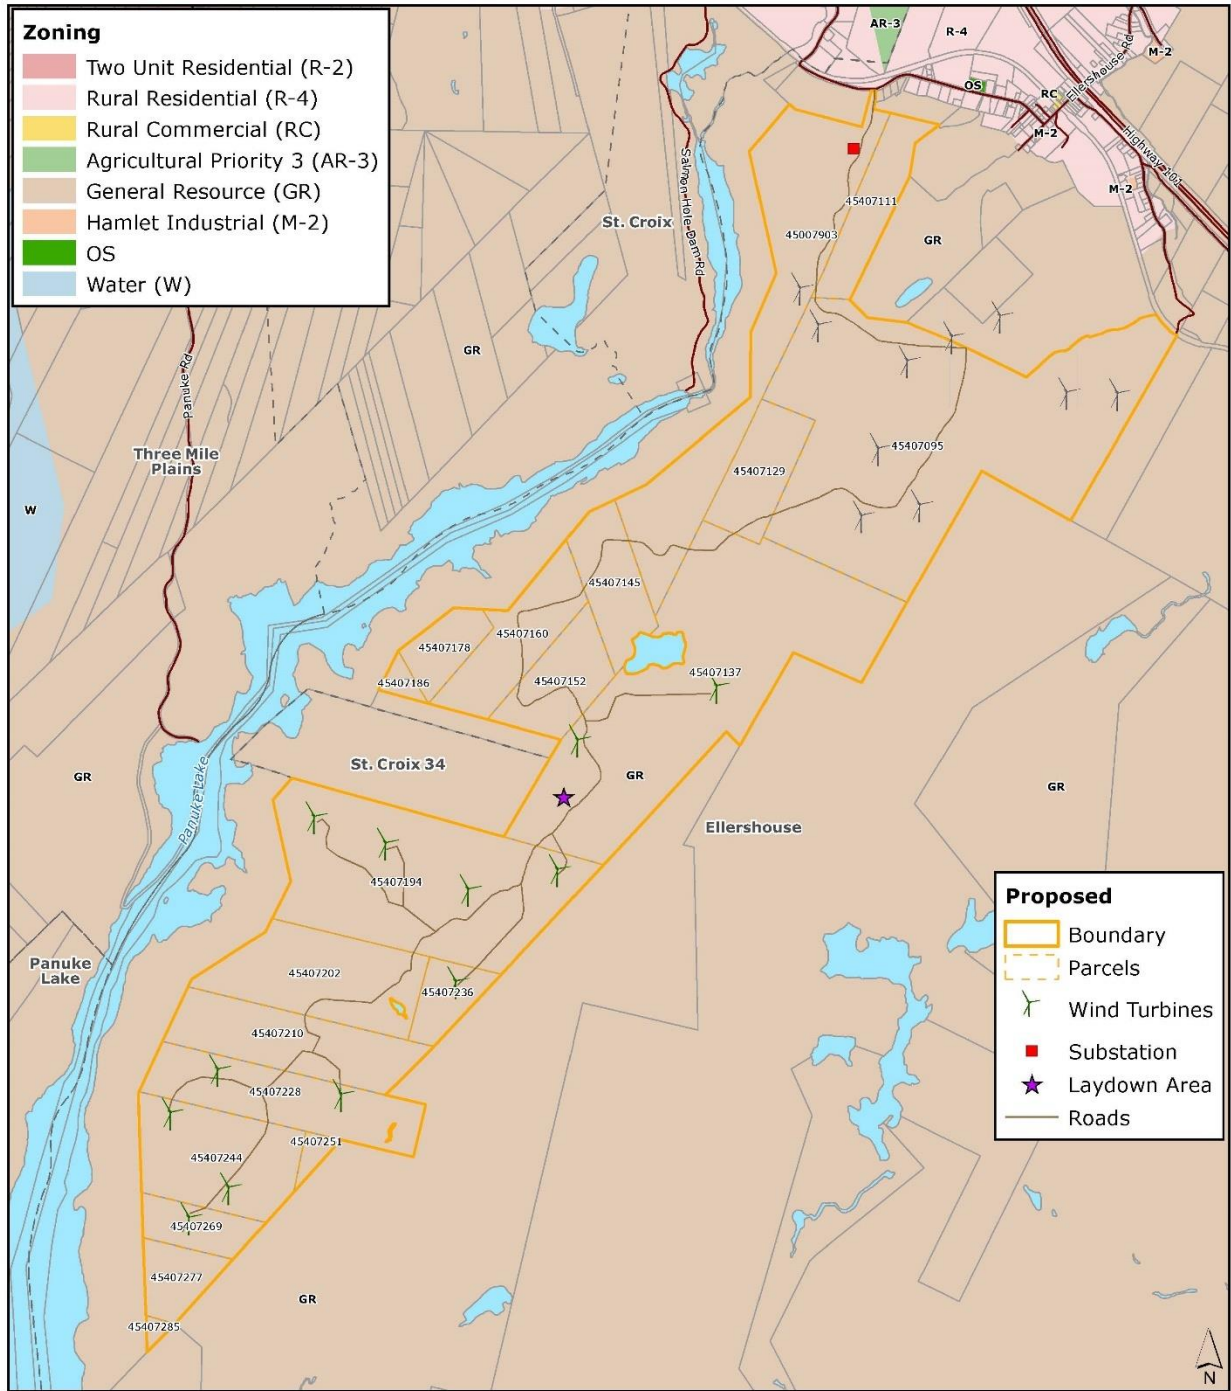 Zoning
Two Unit Residential (R-2)
Rural Residential (R-4)
Rural Commercial (RC)
Agricultural Priority 3 (AR-3)
General Resource (GR)
Hamlet Industrial (M-2)
OS
Water (W)
AR-3
R-4
M-2
Ellershouse Rd
OS
RC
M-2
Highway 101
M-2
Salmon Hole Dam Rd
St. Croix
45407111
45007903
GR
GR
Panuke Rd
Three Mile
Plains
W
45407095
45407129
45407145
45407160
45407178
45407186
45407152
45407137
St. Croix 34
GR
GR
GR
Panuke Lake
Ellershouse
45407194
Panuke
Lake
45407202
45407236
45407210
45407228
45407251
45407244
45407269
45407277
45407285
GR
Proposed
Boundary
Parcels
Wind Turbines
Substation
Laydown Area
Roads
N